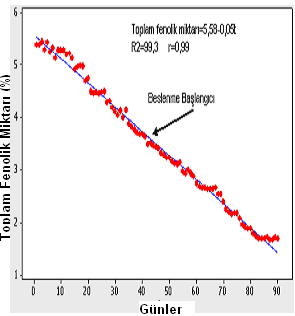 Toplam fenolik miktarı=5,58-0,05t
R2=99,3 r=0,99
Beslenme Başlangıcı
Toplam Fenolik Miktarı (%)
6
5
4
3
2
1
0 10 20 30 40 50 60 70 80 90
Günler